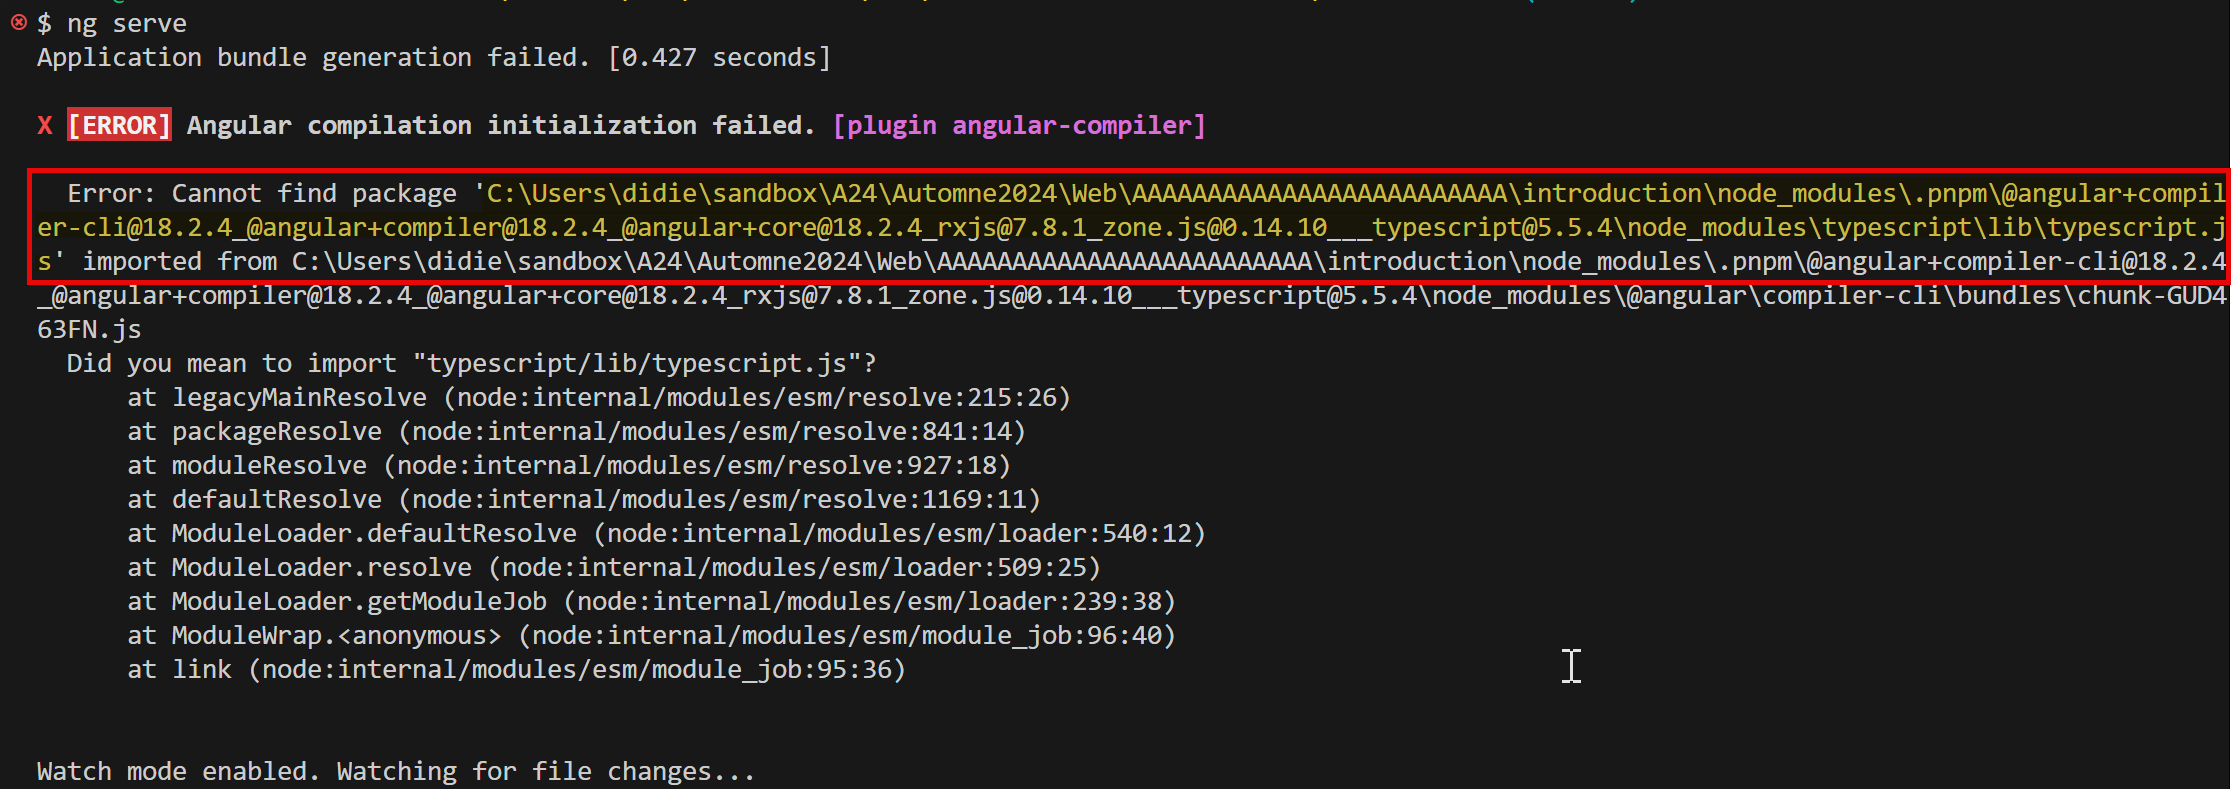 $ ng serve
Application bundle generation failed. [0.427 seconds]
X [ERROR] Angular compilation initialization failed. [plugin angular-compiler]
Error: Cannot find package 'C:\Users\didie\sandbox\A24\Automne2024\Web\AAAAAAAAAAAAAAAAAAAAAAAAA\introduction\node_modules\.pnpm\@angular+compil
er-cli@18.2.4_@angular+compiler@18.2.4_@angular+core@18.2.4_rxjs@7.8.1_zone.js@0.14.10___typescript@5.5.4\node_modules\typescript\lib\typescript.j
s' imported from C:\Users\didie\sandbox\A24\Automne2024\Web\AAAAAAAAAAAAAAAAAAAAAAAAA\introduction\node_modules\.pnpm\@angular+compiler-cli@18.2.4
_@angular+compiler@18.2.4_@angular+core@18.2.4_rxjs@7.8.1_zone.js@0.14.10___typescript@5.5.4\node_modules\@angular\compiler-cli\bundles\chunk-GUD4
63FN.js
Did you mean to import "typescript/lib/typescript.js"?
at legacyMainResolve (node:internal/modules/esm/resolve:215:26)
at packageResolve (node:internal/modules/esm/resolve:841:14)
at moduleResolve (node:internal/modules/esm/resolve:927:18)
at defaultResolve (node:internal/modules/esm/resolve:1169:11)
at ModuleLoader.defaultResolve (node:internal/modules/esm/loader:540:12)
at ModuleLoader.resolve (node:internal/modules/esm/loader:509:25)
at ModuleLoader.getModuleJob (node:internal/modules/esm/loader:239:38)
at ModuleWrap.<anonymous> (node:internal/modules/esm/module_job:96:40)
at link (node:internal/modules/esm/module_job:95:36)
Watch mode enabled. Watching for file changes...